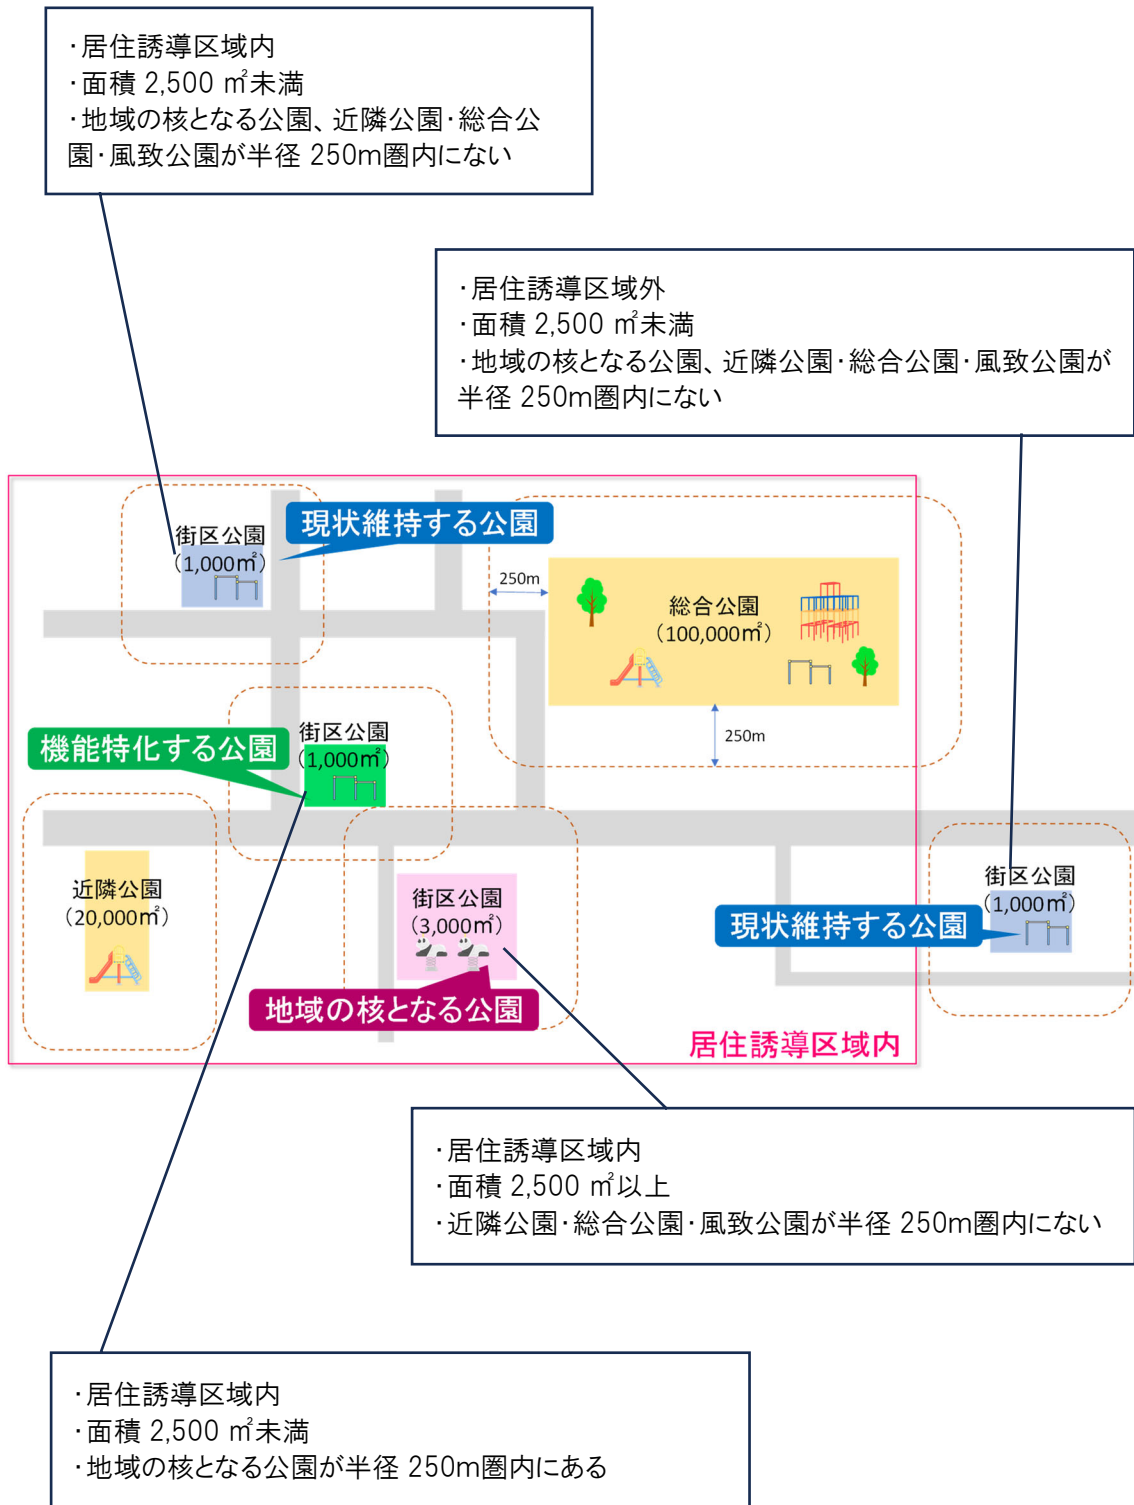 ・居住誘導区域内
・面積 2,500 ㎡未満
・地域の核となる公園、近隣公園・総合公
園・風致公園が半径 250m圏内にない
・居住誘導区域外
・面積 2,500 ㎡未満
・地域の核となる公園、近隣公園・総合公園・風致公園が
半径 250m圏内にない
街区公園
(1,000㎡)
現状維持する公園
250m
総合公園
(100,000㎡)
250m
機能特化する公園
街区公園
(1,000㎡)
近隣公園
(20,000㎡)
街区公園
(3,000㎡)
地域の核となる公園
街区公園
(1,000㎡)
現状維持する公園
居住誘導区域内
・居住誘導区域内
・面積 2,500 ㎡以上
・近隣公園・総合公園・風致公園が半径 250m圏内にない
・居住誘導区域内
・面積 2,500 ㎡未満
・地域の核となる公園が半径 250m圏内にある